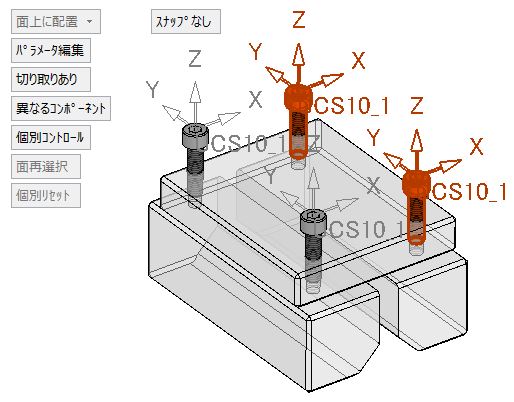 面上に配置
ｽﾅｯﾌﾟなし
ﾊﾟﾗﾒｰﾀ編集
切り取りあり
異なるｺﾝﾎﾟｰﾈﾝﾄ
個別ｺﾝﾄﾛｰﾙ
面再選択
個別ﾘｾｯﾄ
Z
X
Y
CS10_1
Z
X
Y
CS10_1
Z
X
Y
CS10_1
Z
X
Y
CS10_1